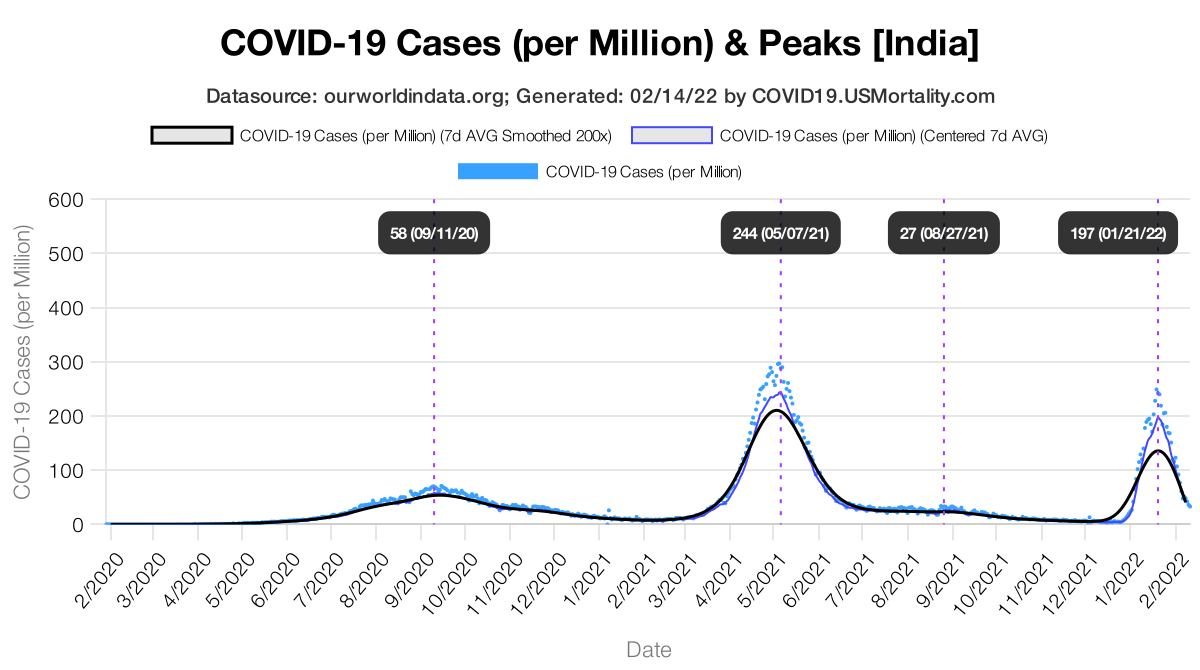 COVID-19 Cases (per Million) & Peaks [India]
Datasource: ourworldindata.org; Generated: 02/14/22 by COVID19.USMortality.com
COVID-19 Cases (per Million) (7d AVG Smoothed 200x) COVID-19 Cases (per Million) (Centered 7d AVG)
COVID-19 Cases (per Million)
COVID-19 Cases (per Million)
600
500
400
300
200
100
0
58 (09/11/20) 244 (05/07/21) 27 (08/27/21) 197 (01/21/22)
2/2020 3/2020 4/2020 5/2020 6/2020 7/2020 8/2020 9/2020 10/2020 11/2020 12/2020 1/2021 2/2021 3/2021 4/2021 5/2021 6/2021 7/2021 8/2021 9/2021 10/2021 11/2021 12/2021 1/2022 2/2022
Date